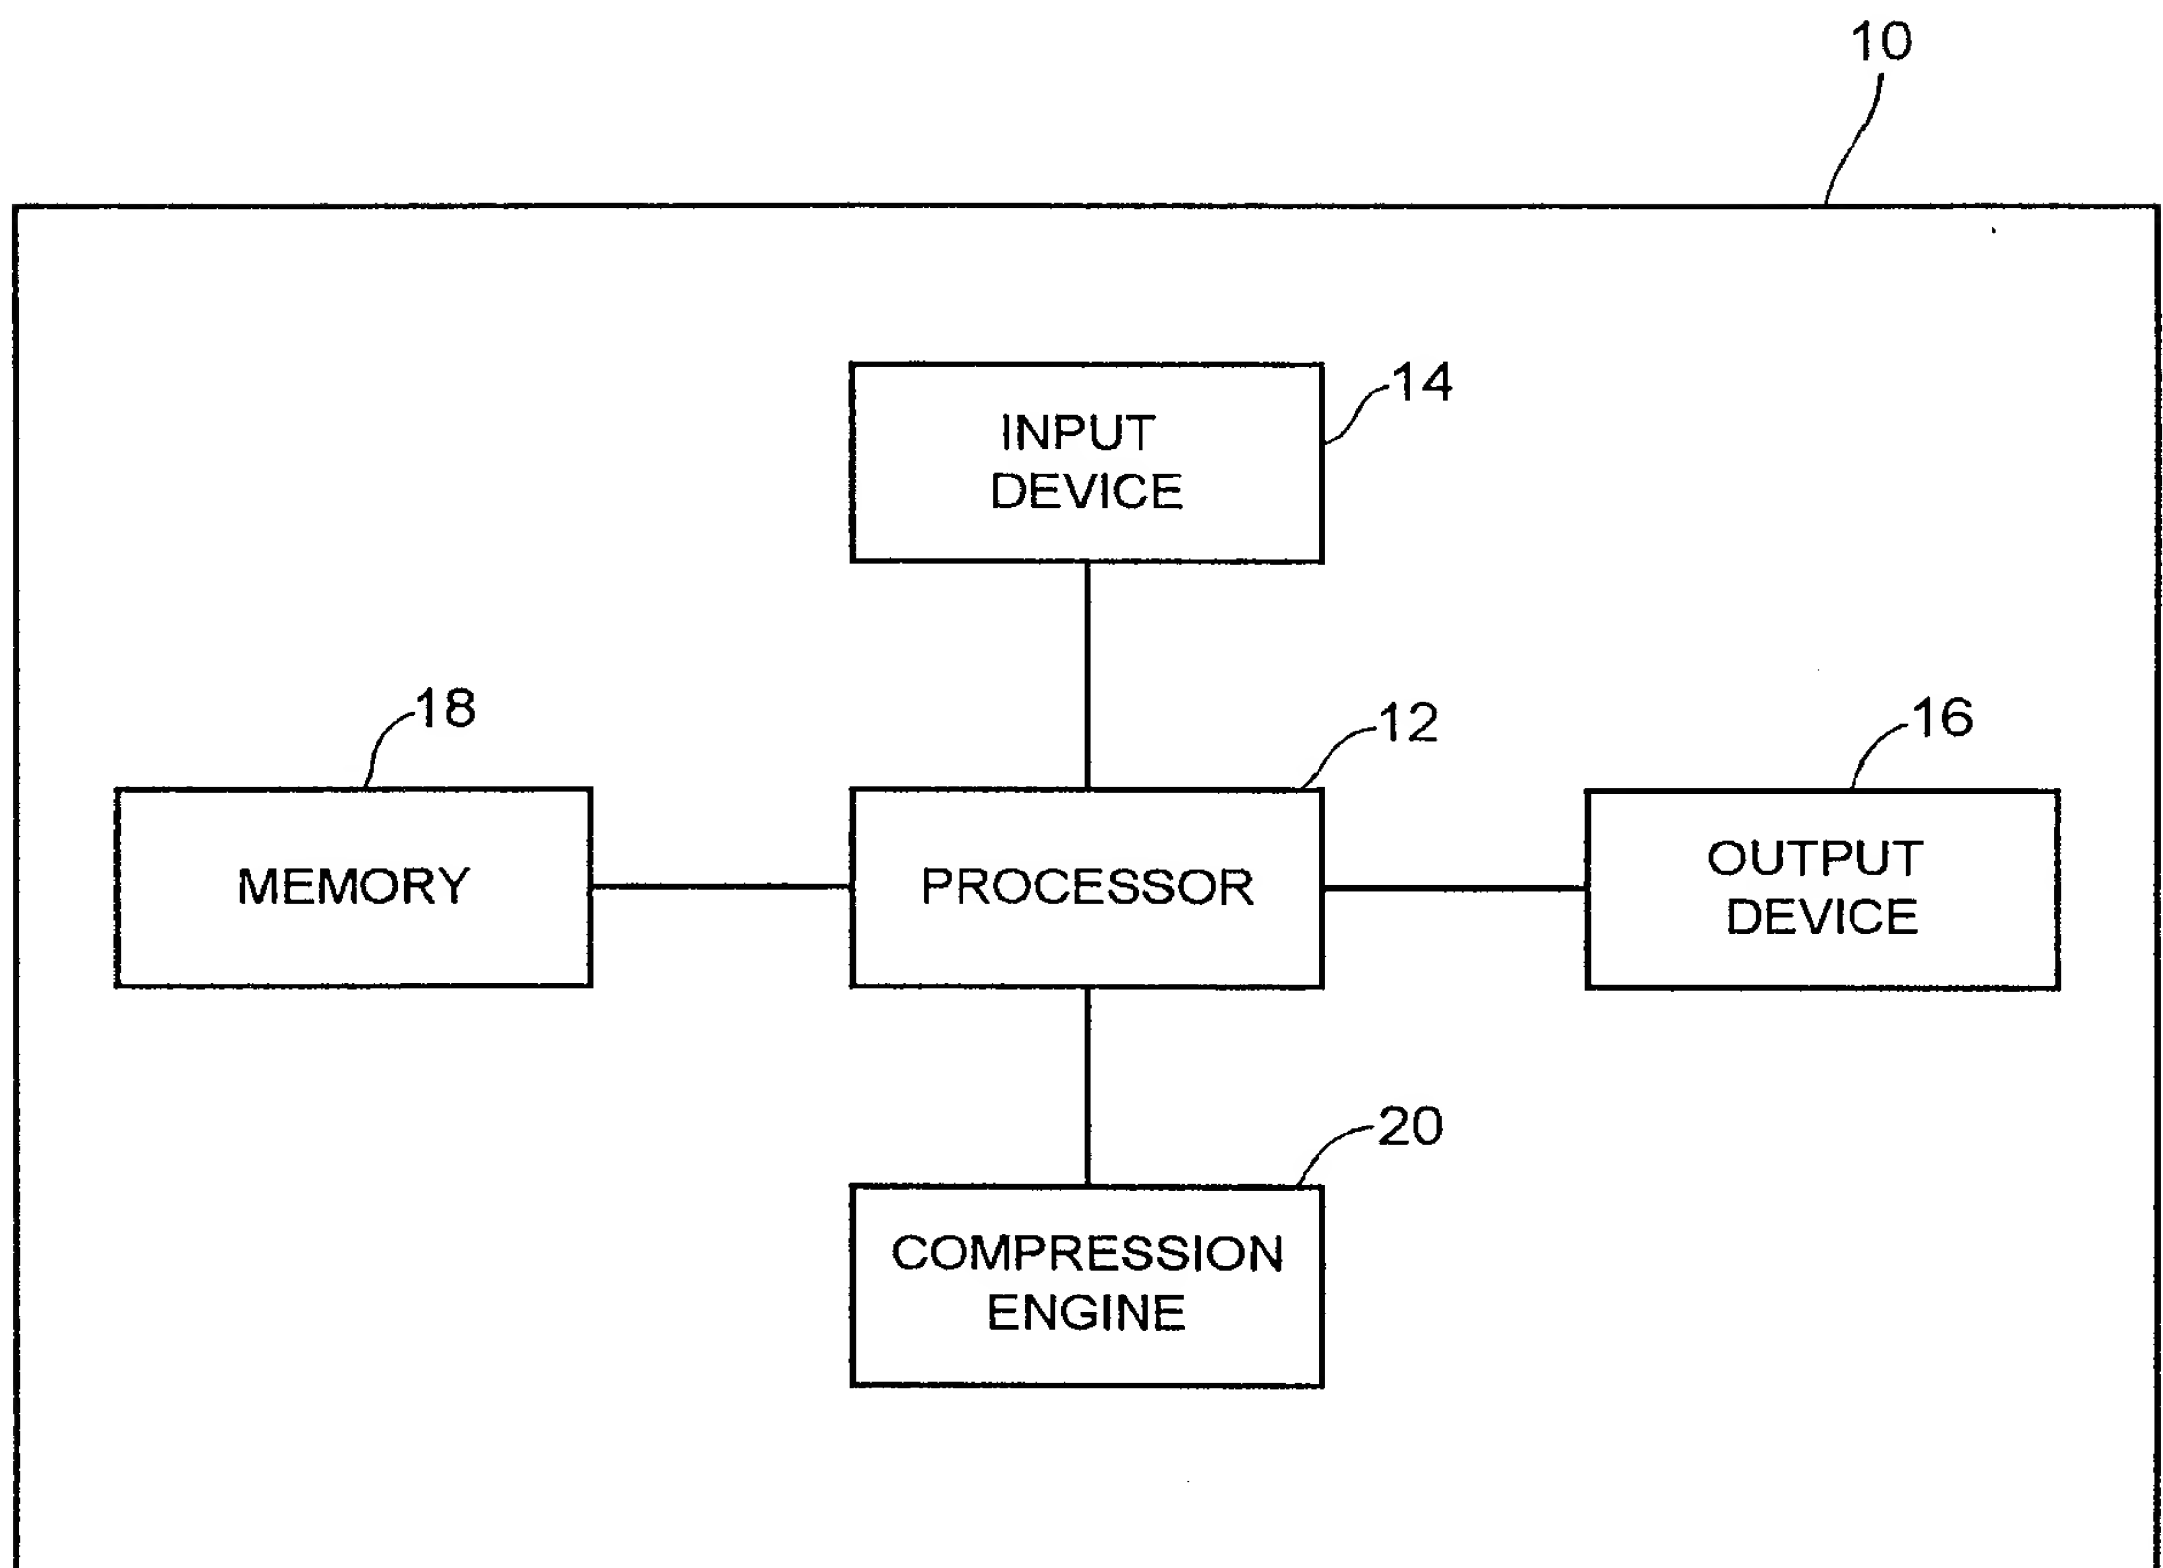 10
14
INPUT
DEVICE
18
12
16
MEMORY
PROCESSOR
OUTPUT
DEVICE
20
COMPRESSION
ENGINE